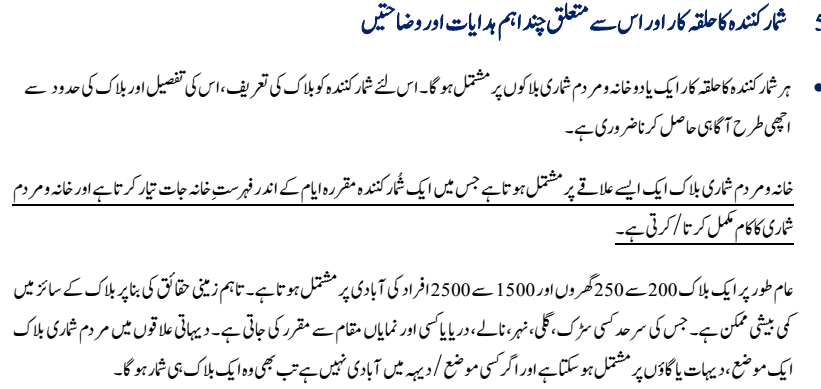 5 شمار کنندہ کا حلقہ کار اور اس سے متعلق چند اہم ہدایات اور وضاحتیں
• ہر شمار کنندہ کا حلقہ کار ایک یا دو خانہ و مردم شماری بلاکوں پر مشتمل ہو گا۔ اس لئے شمار کنندہ کو بلاک کی تعریف، اس کی تفصیل اور بلاک کی حدود سے
اچھی طرح آگاہی حاصل کرنا ضروری ہے۔
خانہ و مردم شماری بلاک ایک ایسے علاقے پر مشتمل ہوتا ہے جس میں ایک شُمار کنندہ مقررہ ایام کے اندر فہرستِ خانہ جات تیار کرتا ہے اور خانہ و مردم
شماری کا کام مکمل کرتا / کرتی ہے۔
عام طور پر ایک بلاک 200 سے 250 گھروں اور 1500 سے 2500 افراد کی آبادی پر مشتمل ہوتا ہے۔ تاہم زمینی حقائق کی بنا پر بلاک کے سائز میں
کمی بیشی ممکن ہے۔ جس کی سرحد کسی سڑک، گلی، نہر، نالے، دریا یا کسی اور نمایاں مقام سے مقرر کی جاتی ہے۔ دیہاتی علاقوں میں مردم شماری بلاک
ایک موضع، دیہات یا گاؤں پر مشتمل ہو سکتا ہے اور اگر کسی موضع / دیہہ میں آبادی نہیں ہے تب بھی وہ ایک بلاک ہی شمار ہو گا۔